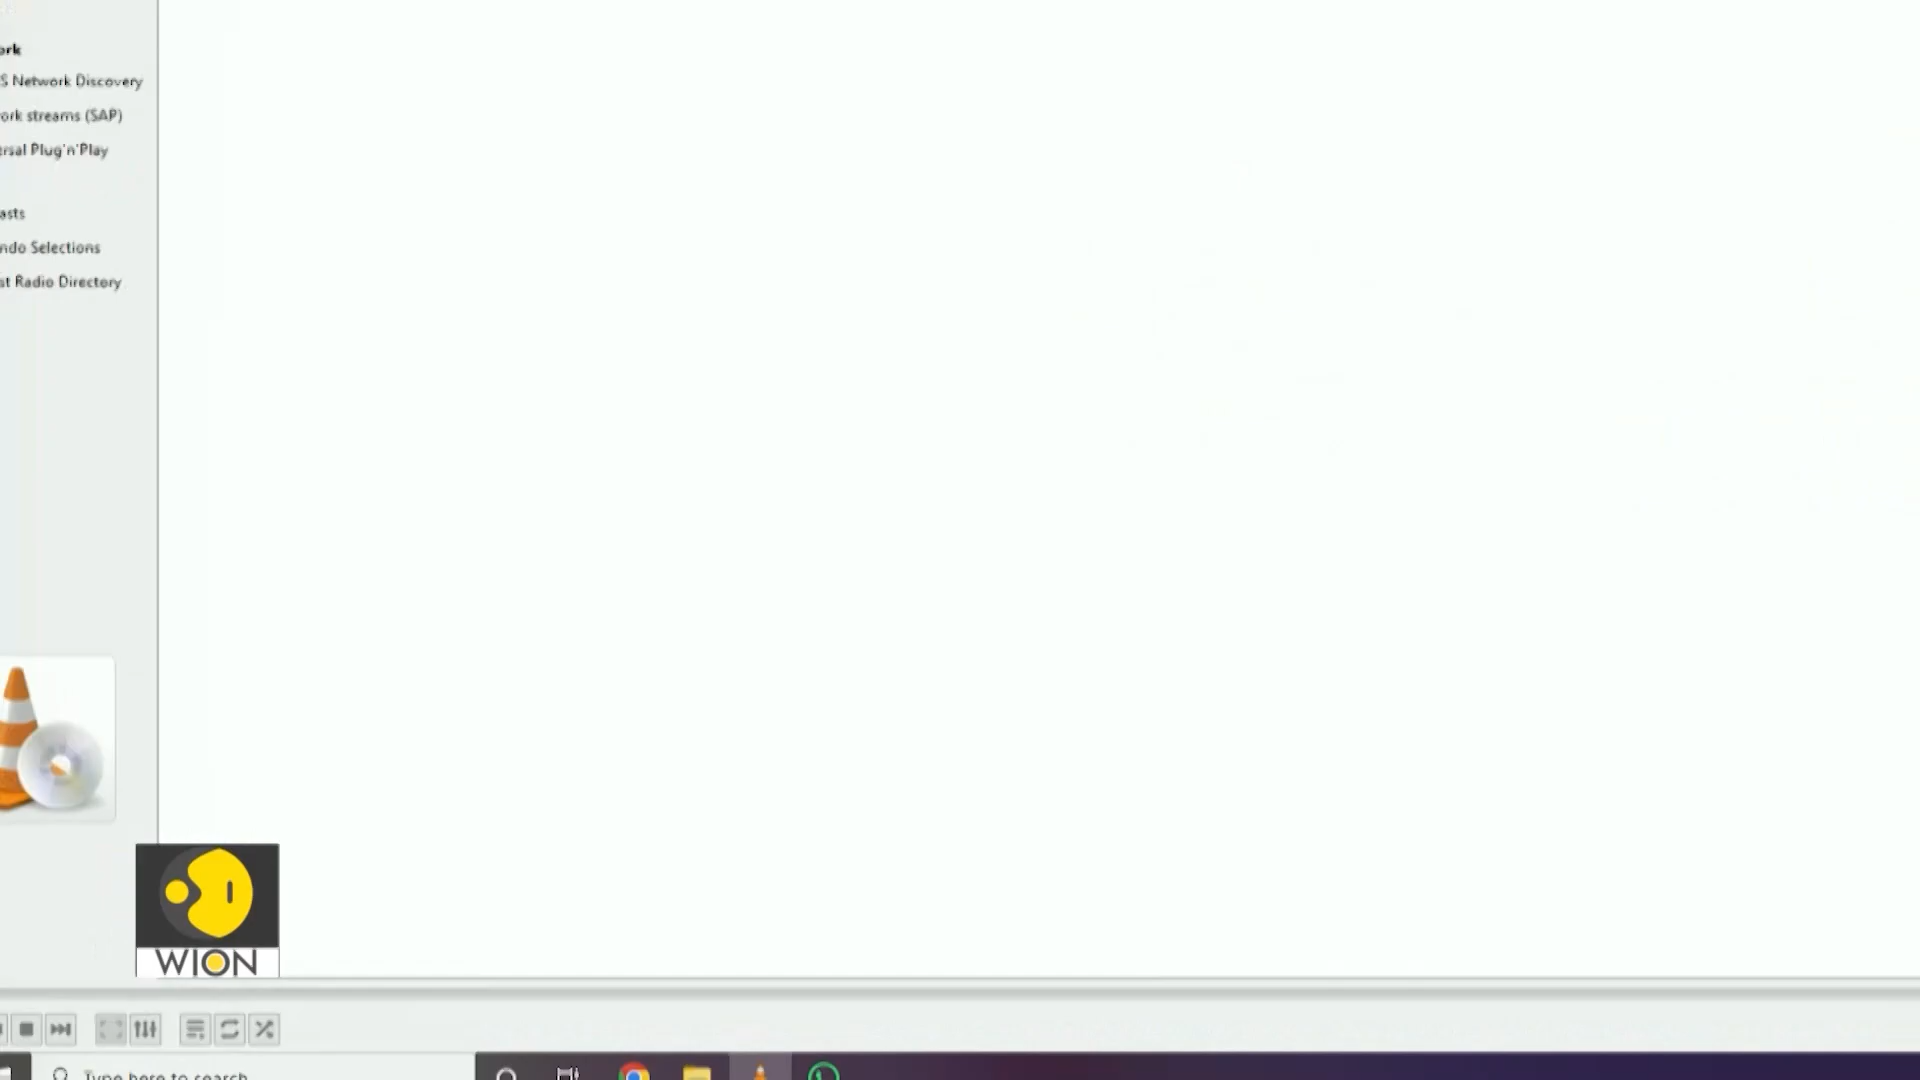 ork
S Network Discovery
ork streams (SAP)
ersal Plug'n'Play
asts
ndo Selections
st Radio Directory
WION
Type here to search